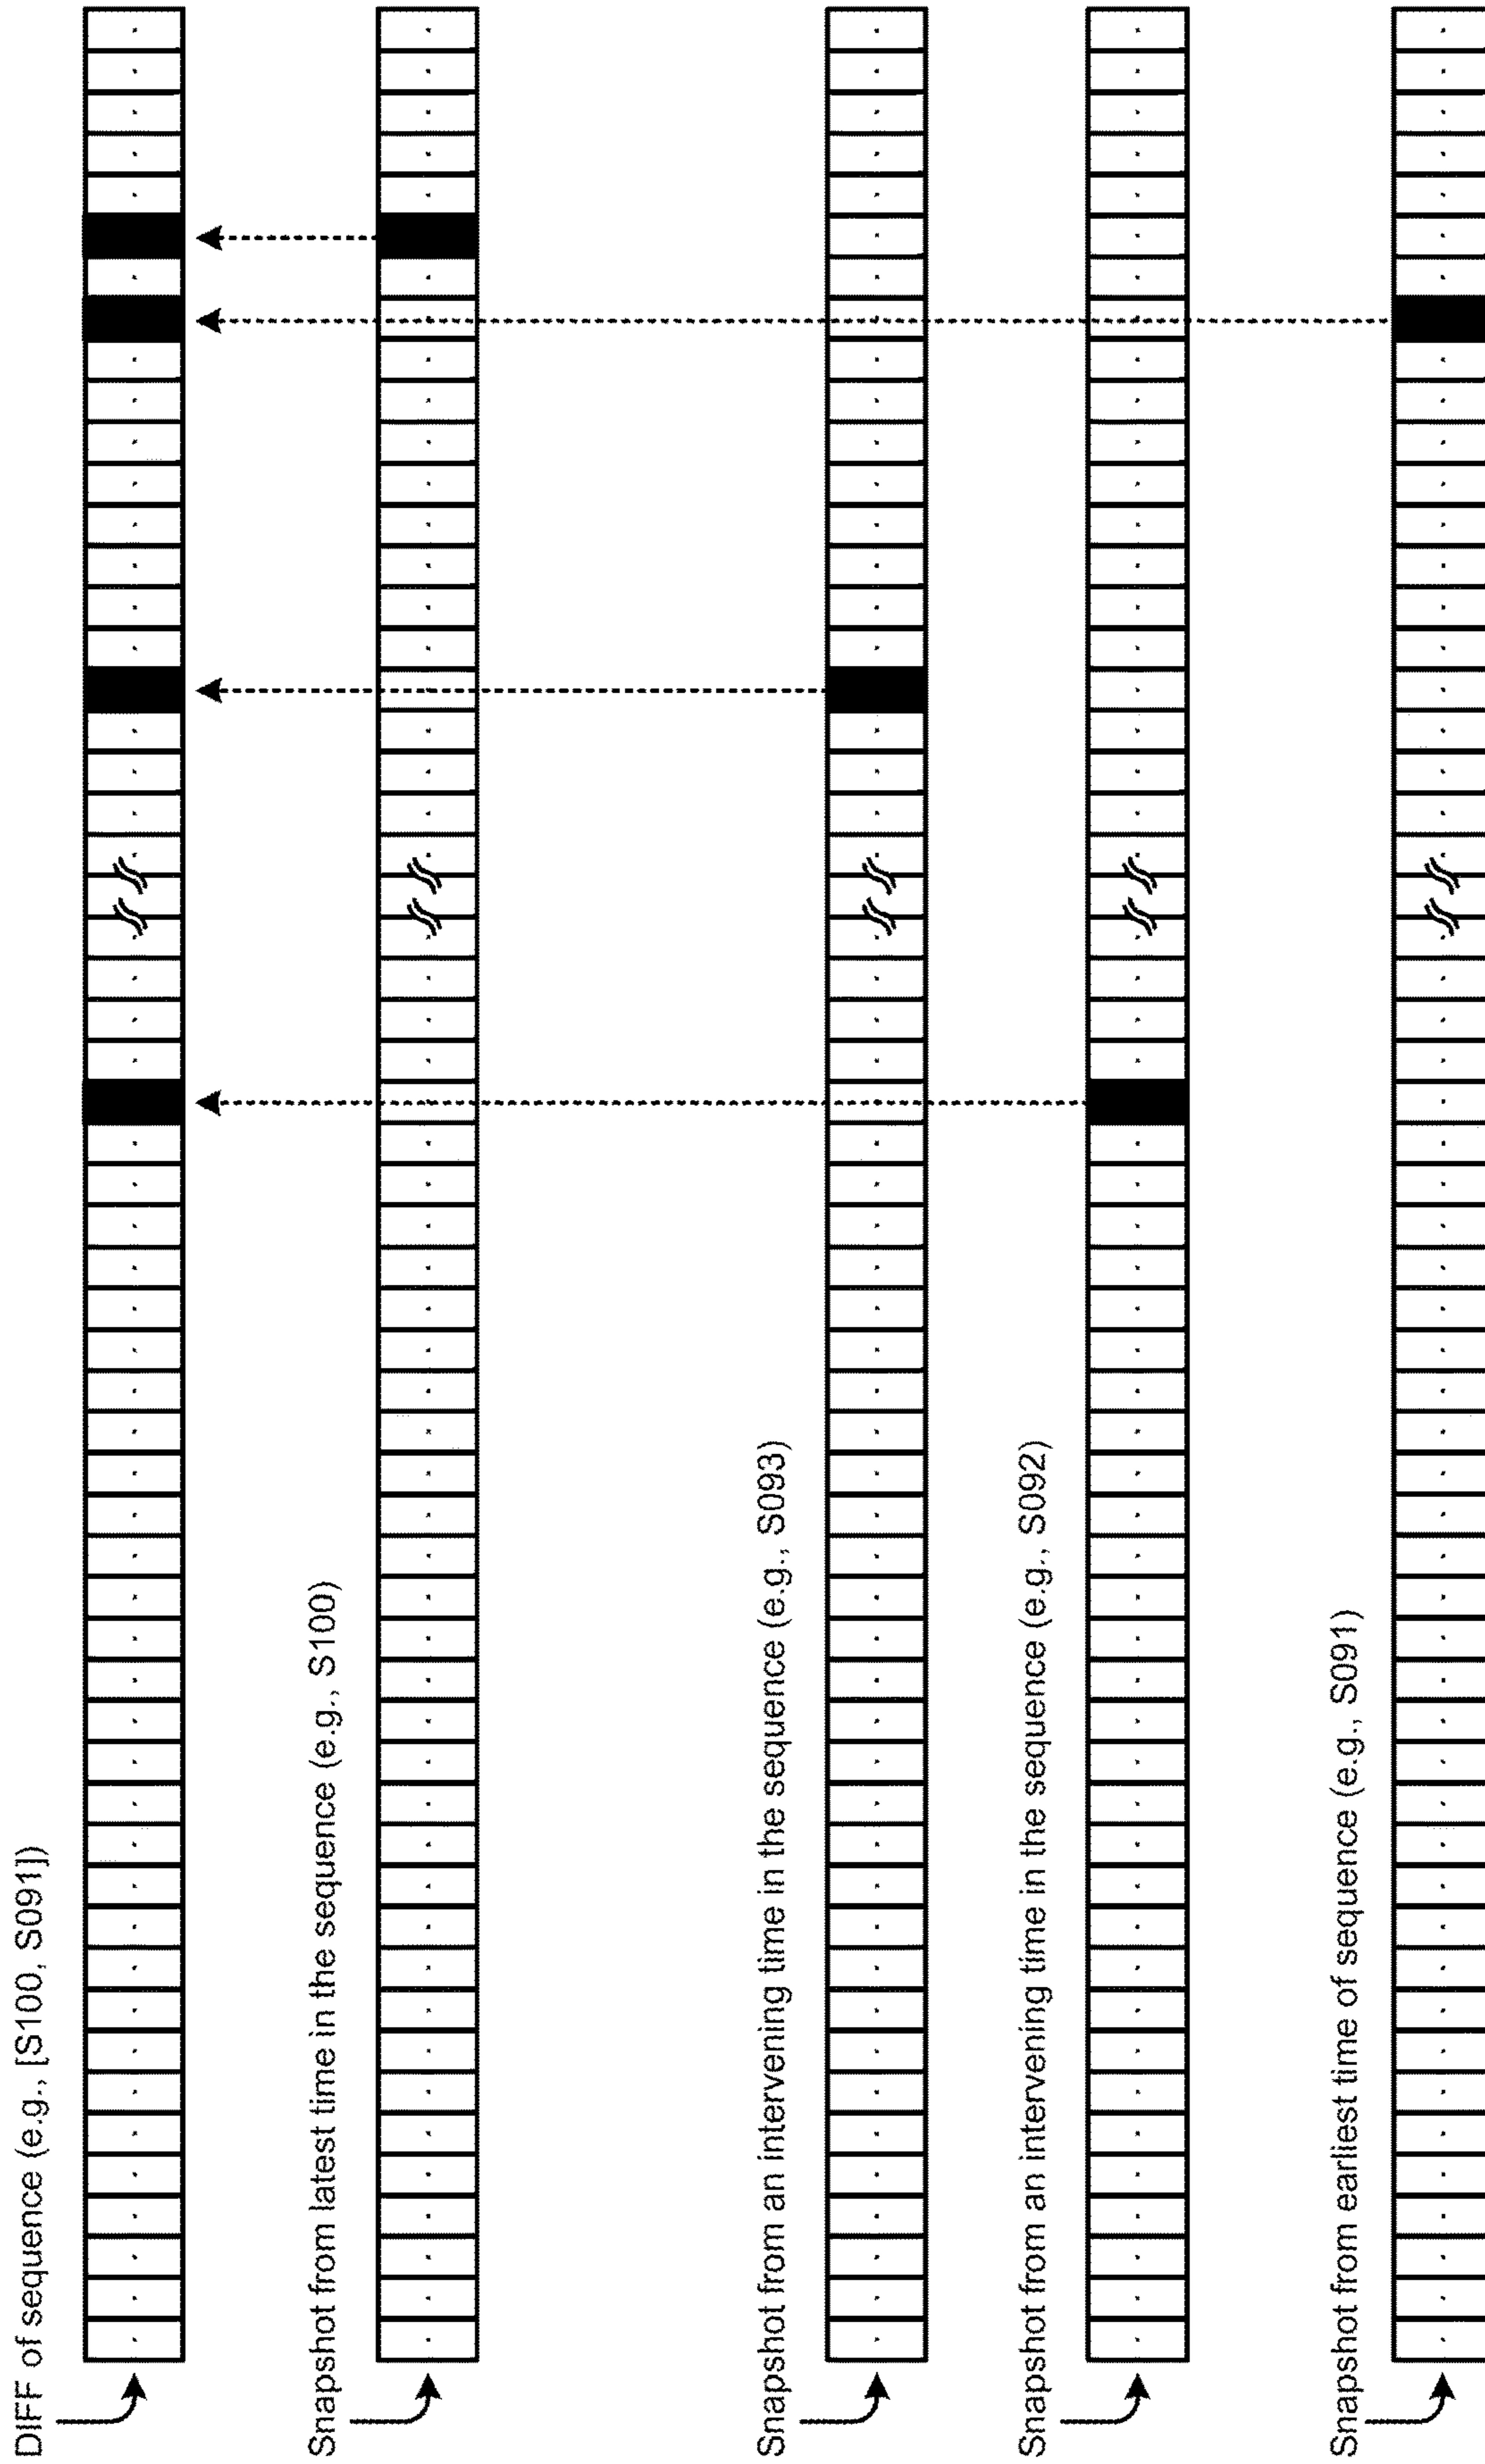 DIFF of sequence (e.g., [S100, S091])
Snapshot from latest time in the sequence (e.g., S100)
Snapshot from an intervening time in the sequence (e.g., S093)
Snapshot from an intervening time in the sequence (e.g., S092)
Snapshot from earliest time of sequence (e.g., S091)